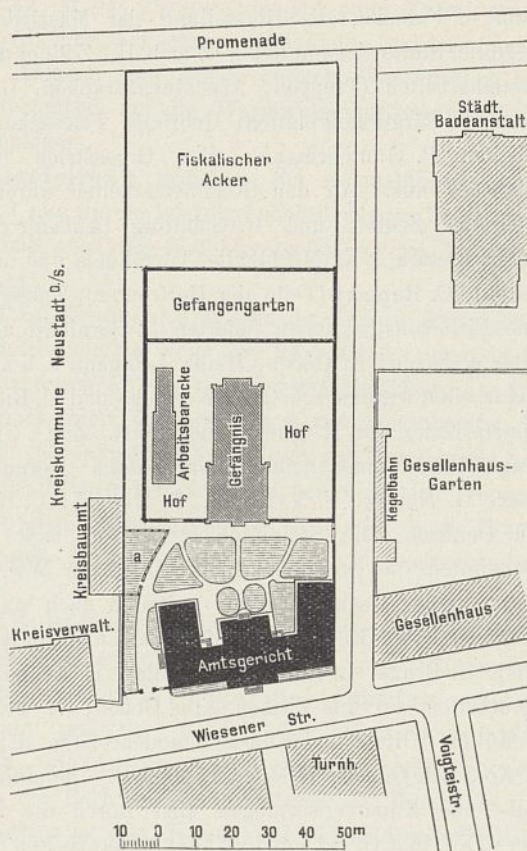 Promenade
Städt.
Badeanstalt
Fiskalischer
Acker
Gefangengarten
Kreiskommune Neustadt O/s.
Arbeitsbaracke
Gefängnis
Hof
Hof
Kegelbahn
Gesellenhaus-
Garten
Kreisbauamt
a
Kreisverwalt.
Gesellenhaus
Amtsgericht
Wiesener Str.
Turnh.
Voigteistr.
10 0 10 20 30 40 50m